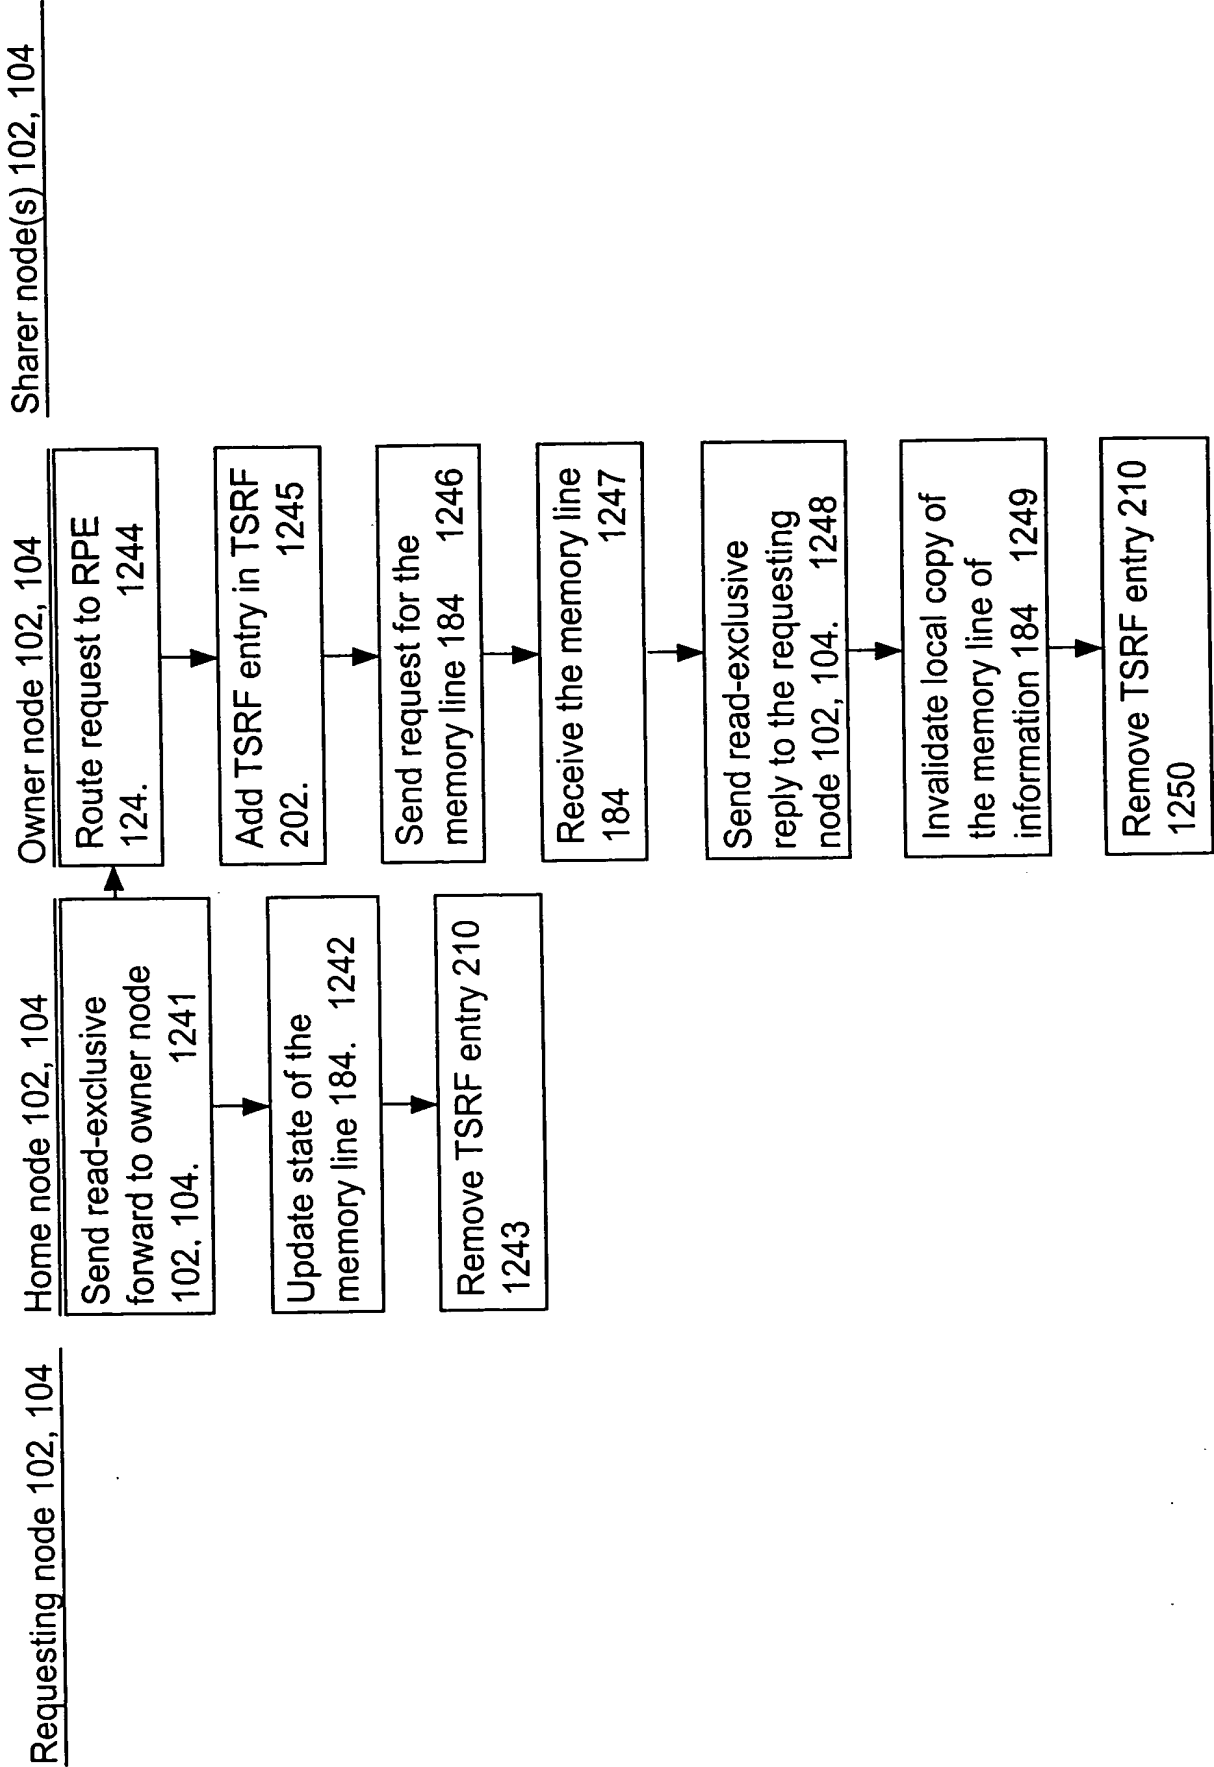 Requesting node 102, 104
Home node 102, 104
Send read-exclusive
forward to owner node
102, 104. 1241
Update state of the
memory line 184. 1242
Remove TSRF entry 210
1243
Owner node 102, 104
Route request to RPE
124. 1244
Add TSRF entry in TSRF
202. 1245
Send request for the
memory line 184 1246
Receive the memory line
184 1247
Send read-exclusive
reply to the requesting
node 102, 104. 1248
Invalidate local copy of
the memory line of
information 184 1249
Remove TSRF entry 210
1250
Sharer node(s) 102, 104